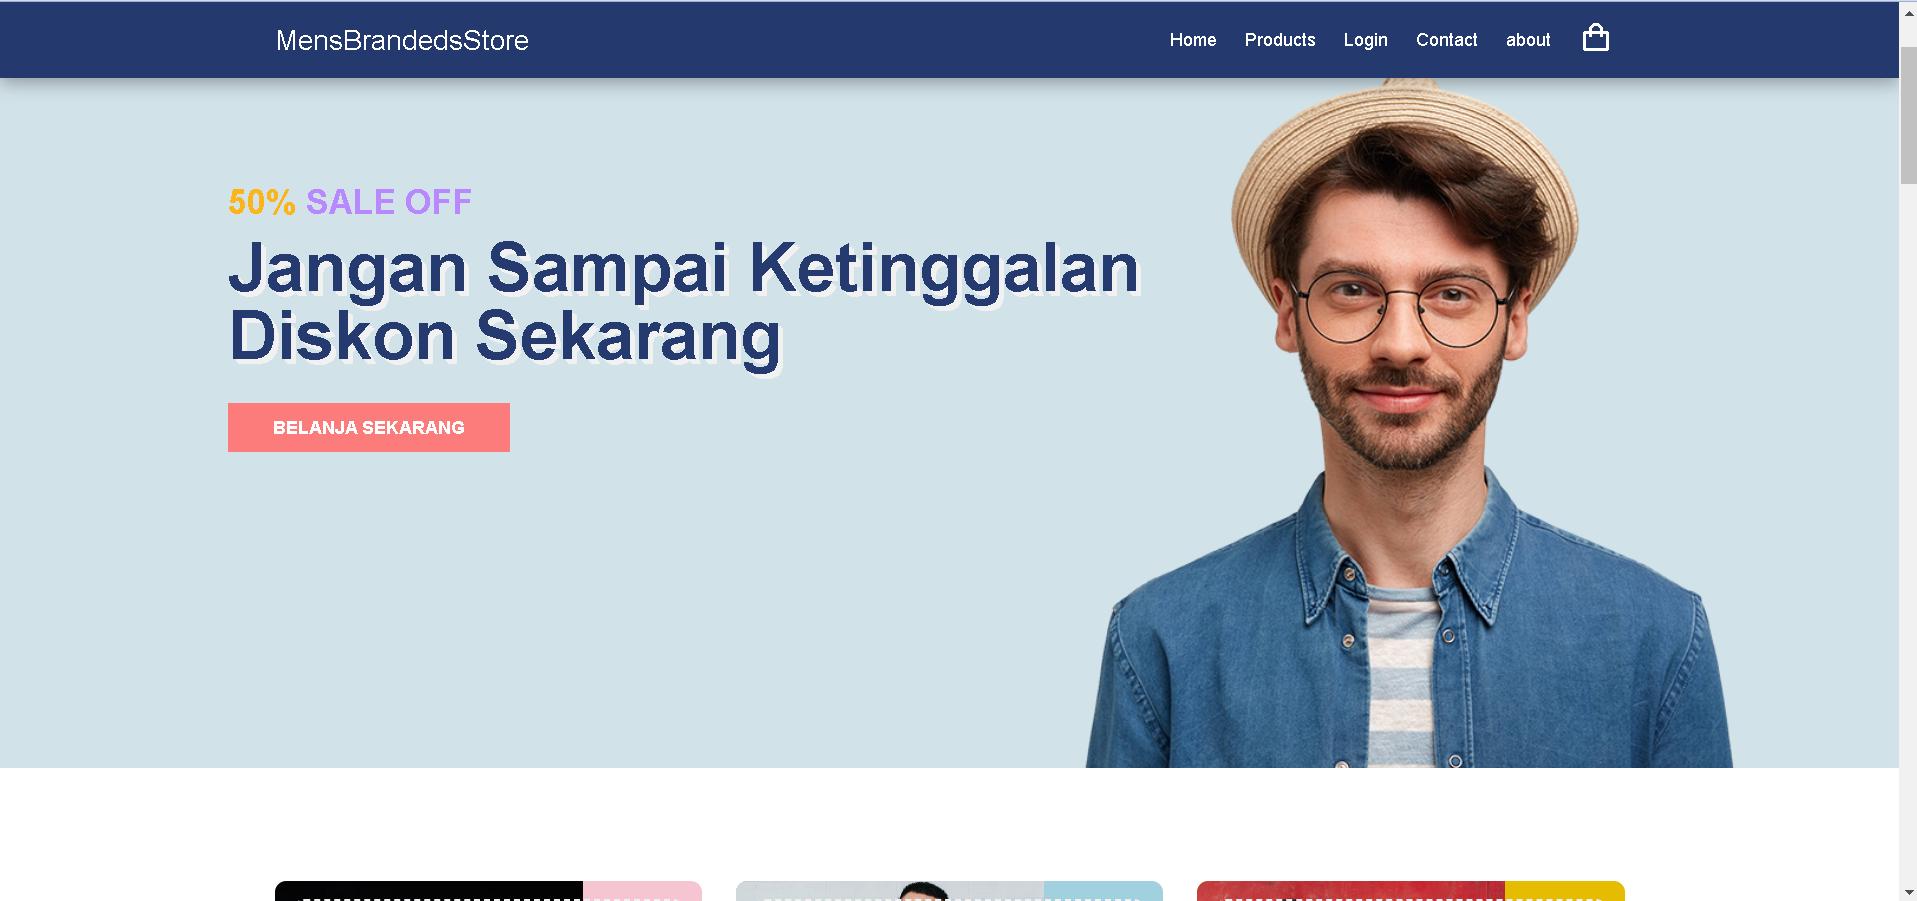 MensBrandedsStore
Home Products Login Contact about
50% SALE OFF
Jangan Sampai Ketinggalan
Diskon Sekarang
BELANJA SEKARANG